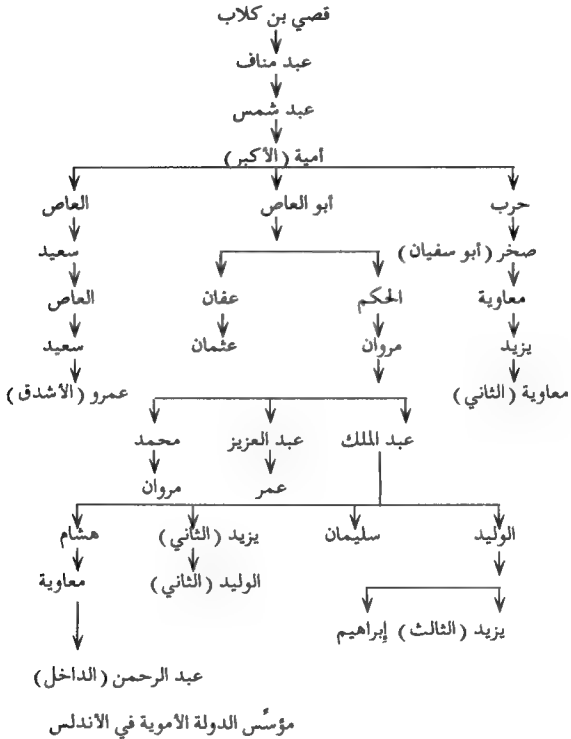 قصي بن كلاب
عبد مناف
عبد شمس
أمية (الأكبر)
حرب أبو العاص العاص
صخر (أبو سفيان) سعيد
معاوية الحكم عفان العاص
يزيد مروان عثمان سعيد
معاوية (الثاني) عمرو (الأشدق)
عبد الملك عبد العزيز محمد
عمر مروان
الوليد سليمان يزيد (الثاني) هشام
الوليد (الثاني) معاوية
يزيد (الثالث) إبراهيم
عبد الرحمن (الداخل)
مؤسِّس الدولة الأموية في الأندلس